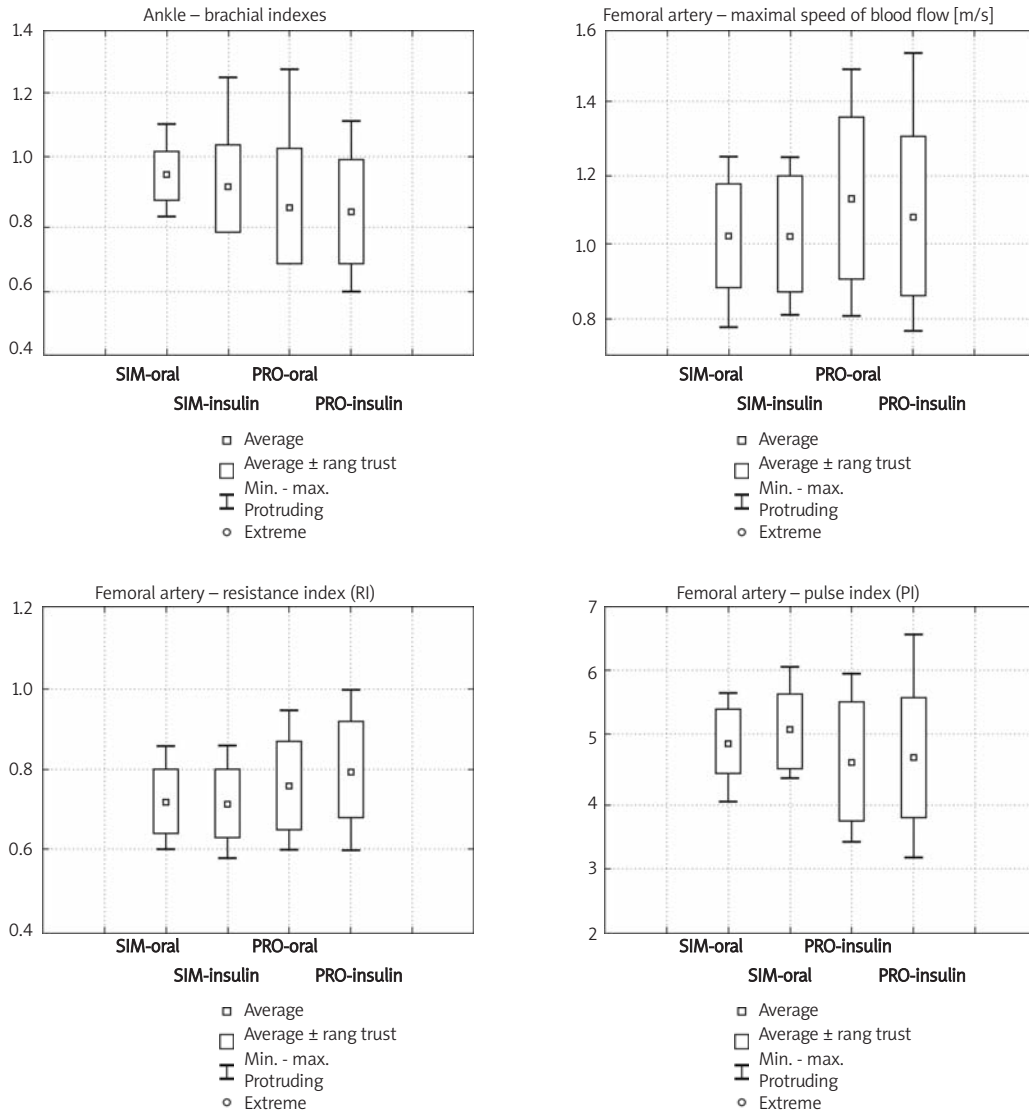 Ankle – brachial indexes
1.4
1.2
1.0
0.8
0.6
0.4
SIM-oral PRO-oral
SIM-insulin PRO-insulin
Average
Average ± rang trust
Min. - max.
Protruding
Extreme
Femoral artery – maximal speed of blood flow [m/s]
1.6
1.4
1.2
1.0
0.8
SIM-oral PRO-oral
SIM-insulin PRO-insulin
Average
Average ± rang trust
Min. - max.
Protruding
Extreme
Femoral artery – resistance index (RI)
1.2
1.0
0.8
0.6
0.4
SIM-oral PRO-oral
SIM-insulin PRO-insulin
Average
Average ± rang trust
Min. - max.
Protruding
Extreme
Femoral artery – pulse index (PI)
7
6
5
4
3
2
SIM-oral PRO-insulin
SIM-oral PRO-insulin
Average
Average ± rang trust
Min. - max.
Protruding
Extreme